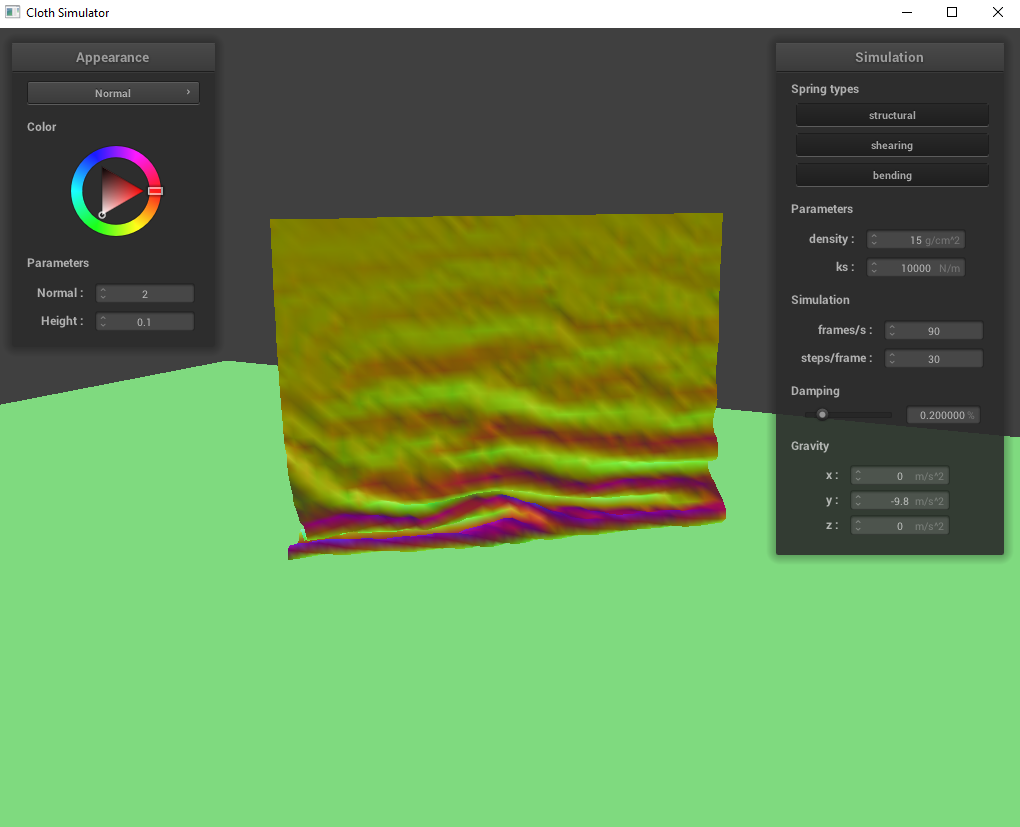 Cloth Simulator
Appearance
Normal
Color
Parameters
Normal : 2
Height : 0.1
Simulation
Spring types
structural
shearing
bending
Parameters
density : 15 g/cm^2
ks : 10000 N/m
Simulation
frames/s : 90
steps/frame : 30
Damping
0.200000 %
Gravity
x : 0 m/s^2
y : -9.8 m/s^2
z : 0 m/s^2